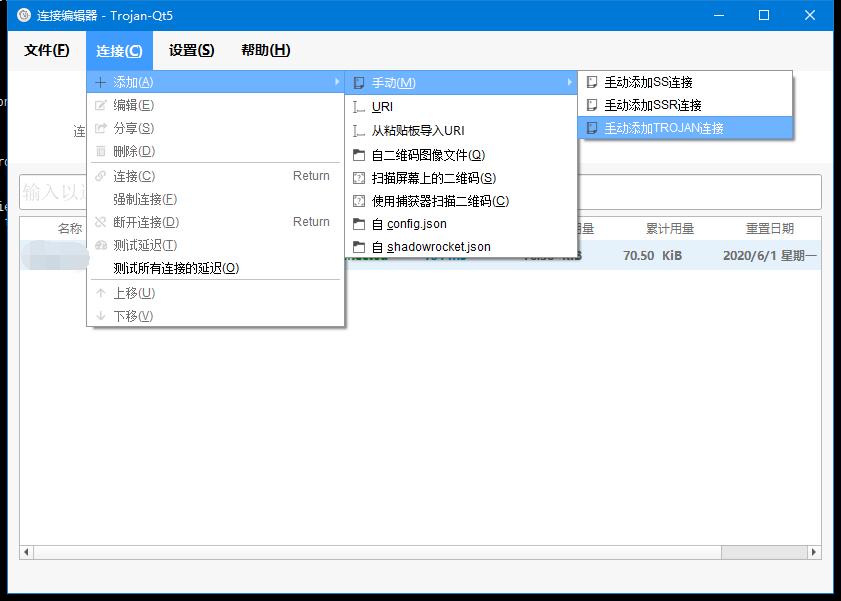 连接编辑器 - Trojan-Qt5
文件(F) 连接(C) 设置(S) 帮助(H)
添加(A)
编辑(E)
分享(S)
删除(D)
连接(C) Return
强制连接(F)
断开连接(D) Return
测试延迟(T)
测试所有连接的延迟(O)
上移(U)
下移(V)
手动(M)
URI
从粘贴板导入URI
自二维码图像文件(Q)
扫描屏幕上的二维码(S)
使用捕获器扫描二维码(C)
自 config.json
自 shadowrocket.json
手动添加SS连接
手动添加SSR连接
手动添加TROJAN连接
连
输入以
名称 用量 累计用量 重置日期
70.50 KiB 2020/6/1 星期一